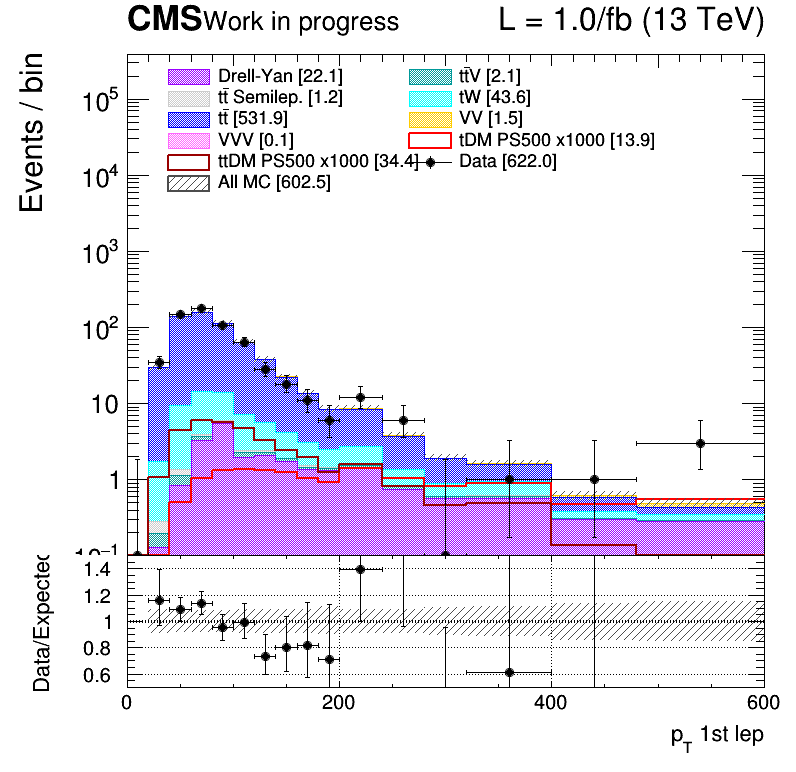 CMS Work in progress L = 1.0/fb (13 TeV)
Events / bin
Drell-Yan [22.1] tt̄V [2.1]
tt̄ Semilep. [1.2] tW [43.6]
tt̄ [531.9] VV [1.5]
VVV [0.1] tDM PS500 x1000 [13.9]
ttDM PS500 x1000 [34.4] Data [622.0]
All MC [602.5]
10⁵
10⁴
10³
10²
10
1
10⁻¹
Data/Expected
1.4
1.2
1
0.8
0.6
0 200 400 600
p_T 1st lep